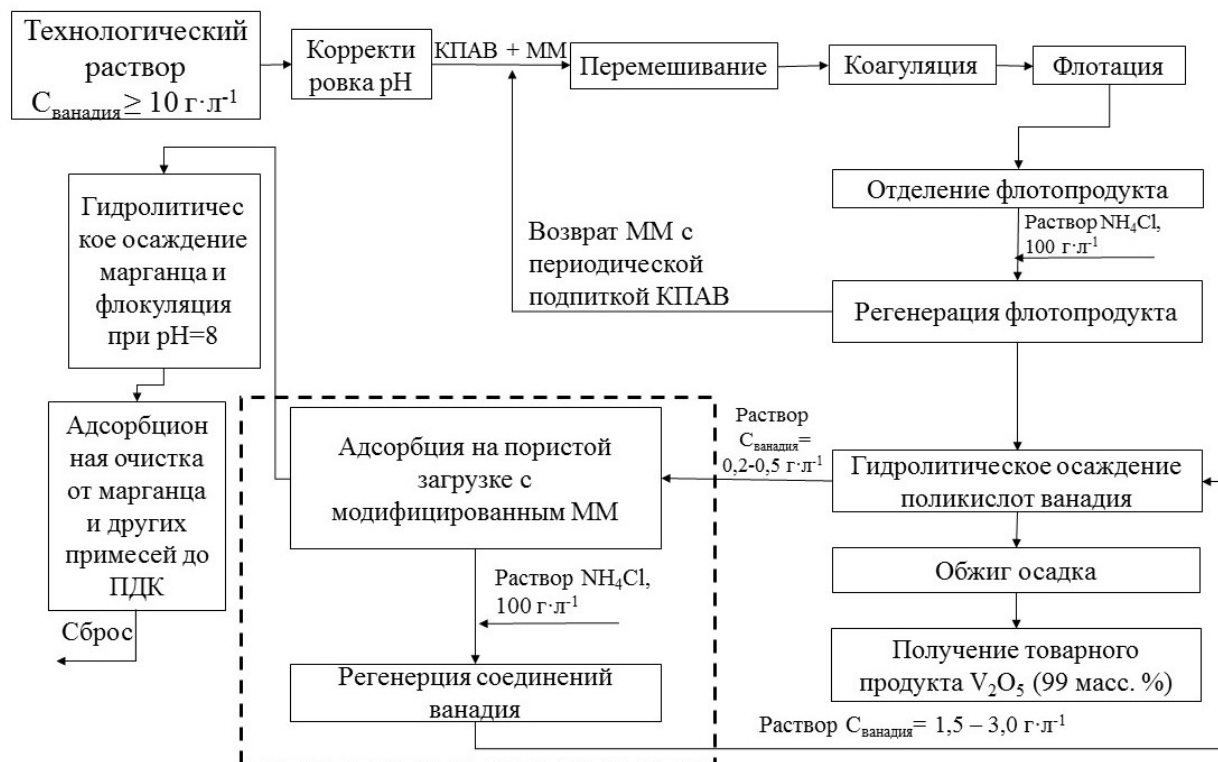 Технологический
раствор
Cванадия ≥ 10 г·л⁻¹
Корректи
ровка pH
КПАВ + ММ
Перемешивание
Коагуляция
Флотация
Отделение флотопродукта
Раствор NH₄Cl,
100 г·л⁻¹
Возврат ММ с
периодической
подпиткой КПАВ
Регенерация флотопродукта
Гидролитичес
кое осаждение
марганца и
флокуляция
при pH=8
Адсорбцион
ная очистка
от марганца
и других
примесей до
ПДК
Сброс
Адсорбция на пористой
загрузке с
модифицированным ММ
Раствор
Cванадия=
0,2-0,5 г·л⁻¹
Гидролитическое осаждение
поликислот ванадия
Раствор NH₄Cl,
100 г·л⁻¹
Обжиг осадка
Регенерция соединений
ванадия
Получение товарного
продукта V₂O₅ (99 масс. %)
Раствор Cванадия= 1,5 – 3,0 г·л⁻¹